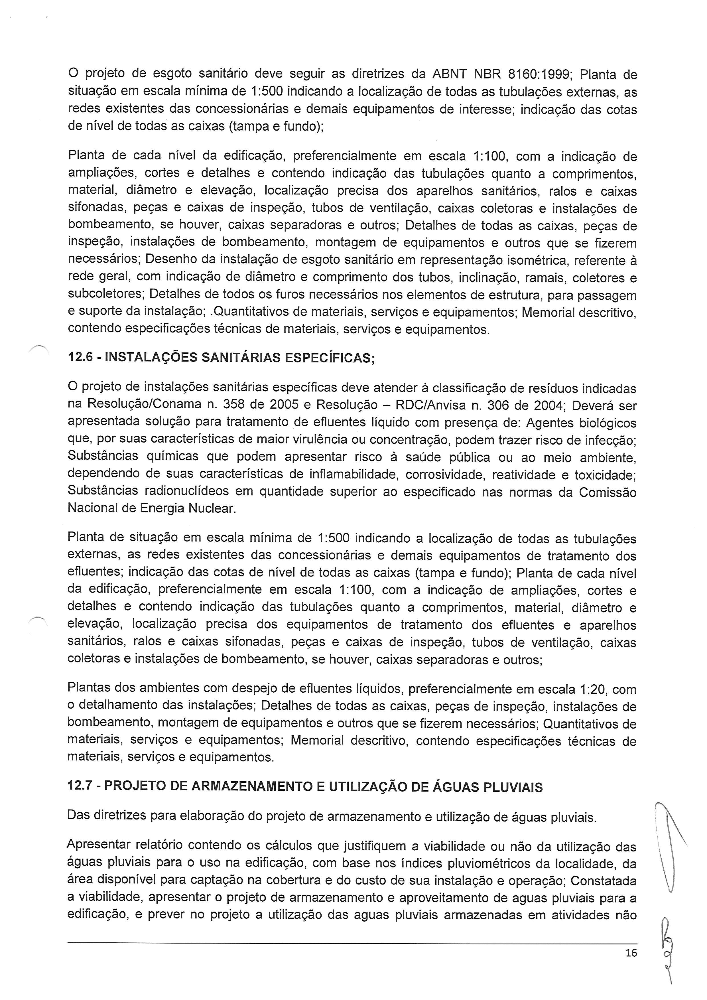 O projeto de esgoto sanitário deve seguir as diretrizes da ABNT NBR 8160:1999; Planta de
situação em escala mínima de 1:500 indicando a localização de todas as tubulações externas, as
redes existentes das concessionárias e demais equipamentos de interesse; indicação das cotas
de nível de todas as caixas (tampa e fundo);
Planta de cada nível da edificação, preferencialmente em escala 1:100, com a indicação de
ampliações, cortes e detalhes e contendo indicação das tubulações quanto a comprimentos,
material, diâmetro e elevação, localização precisa dos aparelhos sanitários, ralos e caixas
sifonadas, peças e caixas de inspeção, tubos de ventilação, caixas coletoras e instalações de
bombeamento, se houver, caixas separadoras e outros; Detalhes de todas as caixas, peças de
inspeção, instalações de bombeamento, montagem de equipamentos e outros que se fizerem
necessários; Desenho da instalação de esgoto sanitário em representação isométrica, referente à
rede geral, com indicação de diâmetro e comprimento dos tubos, inclinação, ramais, coletores e
subcoletores; Detalhes de todos os furos necessários nos elementos de estrutura, para passagem
e suporte da instalação; .Quantitativos de materiais, serviços e equipamentos; Memorial descritivo,
contendo especificações técnicas de materiais, serviços e equipamentos.
12.6 - INSTALAÇÕES SANITÁRIAS ESPECÍFICAS;
O projeto de instalações sanitárias específicas deve atender à classificação de resíduos indicadas
na Resolução/Conama n. 358 de 2005 e Resolução – RDC/Anvisa n. 306 de 2004; Deverá ser
apresentada solução para tratamento de efluentes líquido com presença de: Agentes biológicos
que, por suas características de maior virulência ou concentração, podem trazer risco de infecção;
Substâncias químicas que podem apresentar risco à saúde pública ou ao meio ambiente,
dependendo de suas características de inflamabilidade, corrosividade, reatividade e toxicidade;
Substâncias radionuclídeos em quantidade superior ao especificado nas normas da Comissão
Nacional de Energia Nuclear.
Planta de situação em escala mínima de 1:500 indicando a localização de todas as tubulações
externas, as redes existentes das concessionárias e demais equipamentos de tratamento dos
efluentes; indicação das cotas de nível de todas as caixas (tampa e fundo); Planta de cada nível
da edificação, preferencialmente em escala 1:100, com a indicação de ampliações, cortes e
detalhes e contendo indicação das tubulações quanto a comprimentos, material, diâmetro e
elevação, localização precisa dos equipamentos de tratamento dos efluentes e aparelhos
sanitários, ralos e caixas sifonadas, peças e caixas de inspeção, tubos de ventilação, caixas
coletoras e instalações de bombeamento, se houver, caixas separadoras e outros;
Plantas dos ambientes com despejo de efluentes líquidos, preferencialmente em escala 1:20, com
o detalhamento das instalações; Detalhes de todas as caixas, peças de inspeção, instalações de
bombeamento, montagem de equipamentos e outros que se fizerem necessários; Quantitativos de
materiais, serviços e equipamentos; Memorial descritivo, contendo especificações técnicas de
materiais, serviços e equipamentos.
12.7 - PROJETO DE ARMAZENAMENTO E UTILIZAÇÃO DE ÁGUAS PLUVIAIS
Das diretrizes para elaboração do projeto de armazenamento e utilização de águas pluviais.
Apresentar relatório contendo os cálculos que justifiquem a viabilidade ou não da utilização das
águas pluviais para o uso na edificação, com base nos índices pluviométricos da localidade, da
área disponível para captação na cobertura e do custo de sua instalação e operação; Constatada
a viabilidade, apresentar o projeto de armazenamento e aproveitamento de aguas pluviais para a
edificação, e prever no projeto a utilização das aguas pluviais armazenadas em atividades não
16